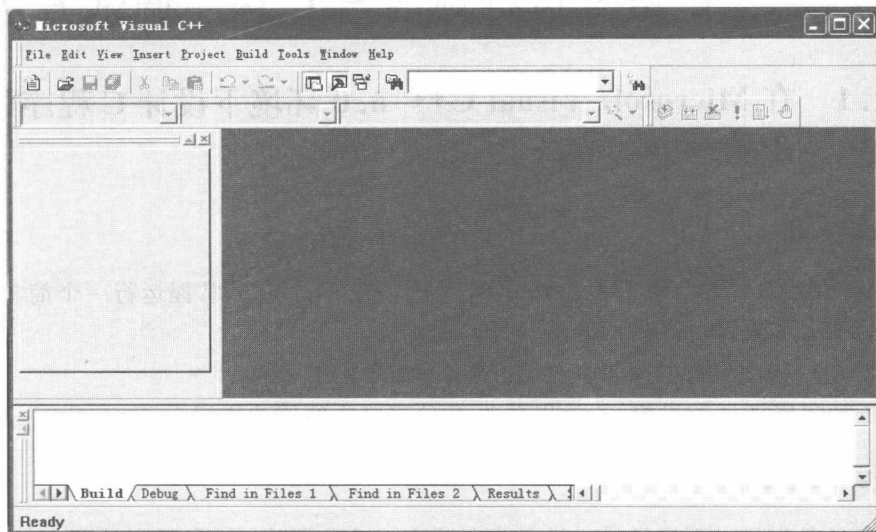 Microsoft Visual C++
File Edit View Insert Project Build Tools Window Help
Build Debug Find in Files 1 Find in Files 2 Results
Ready